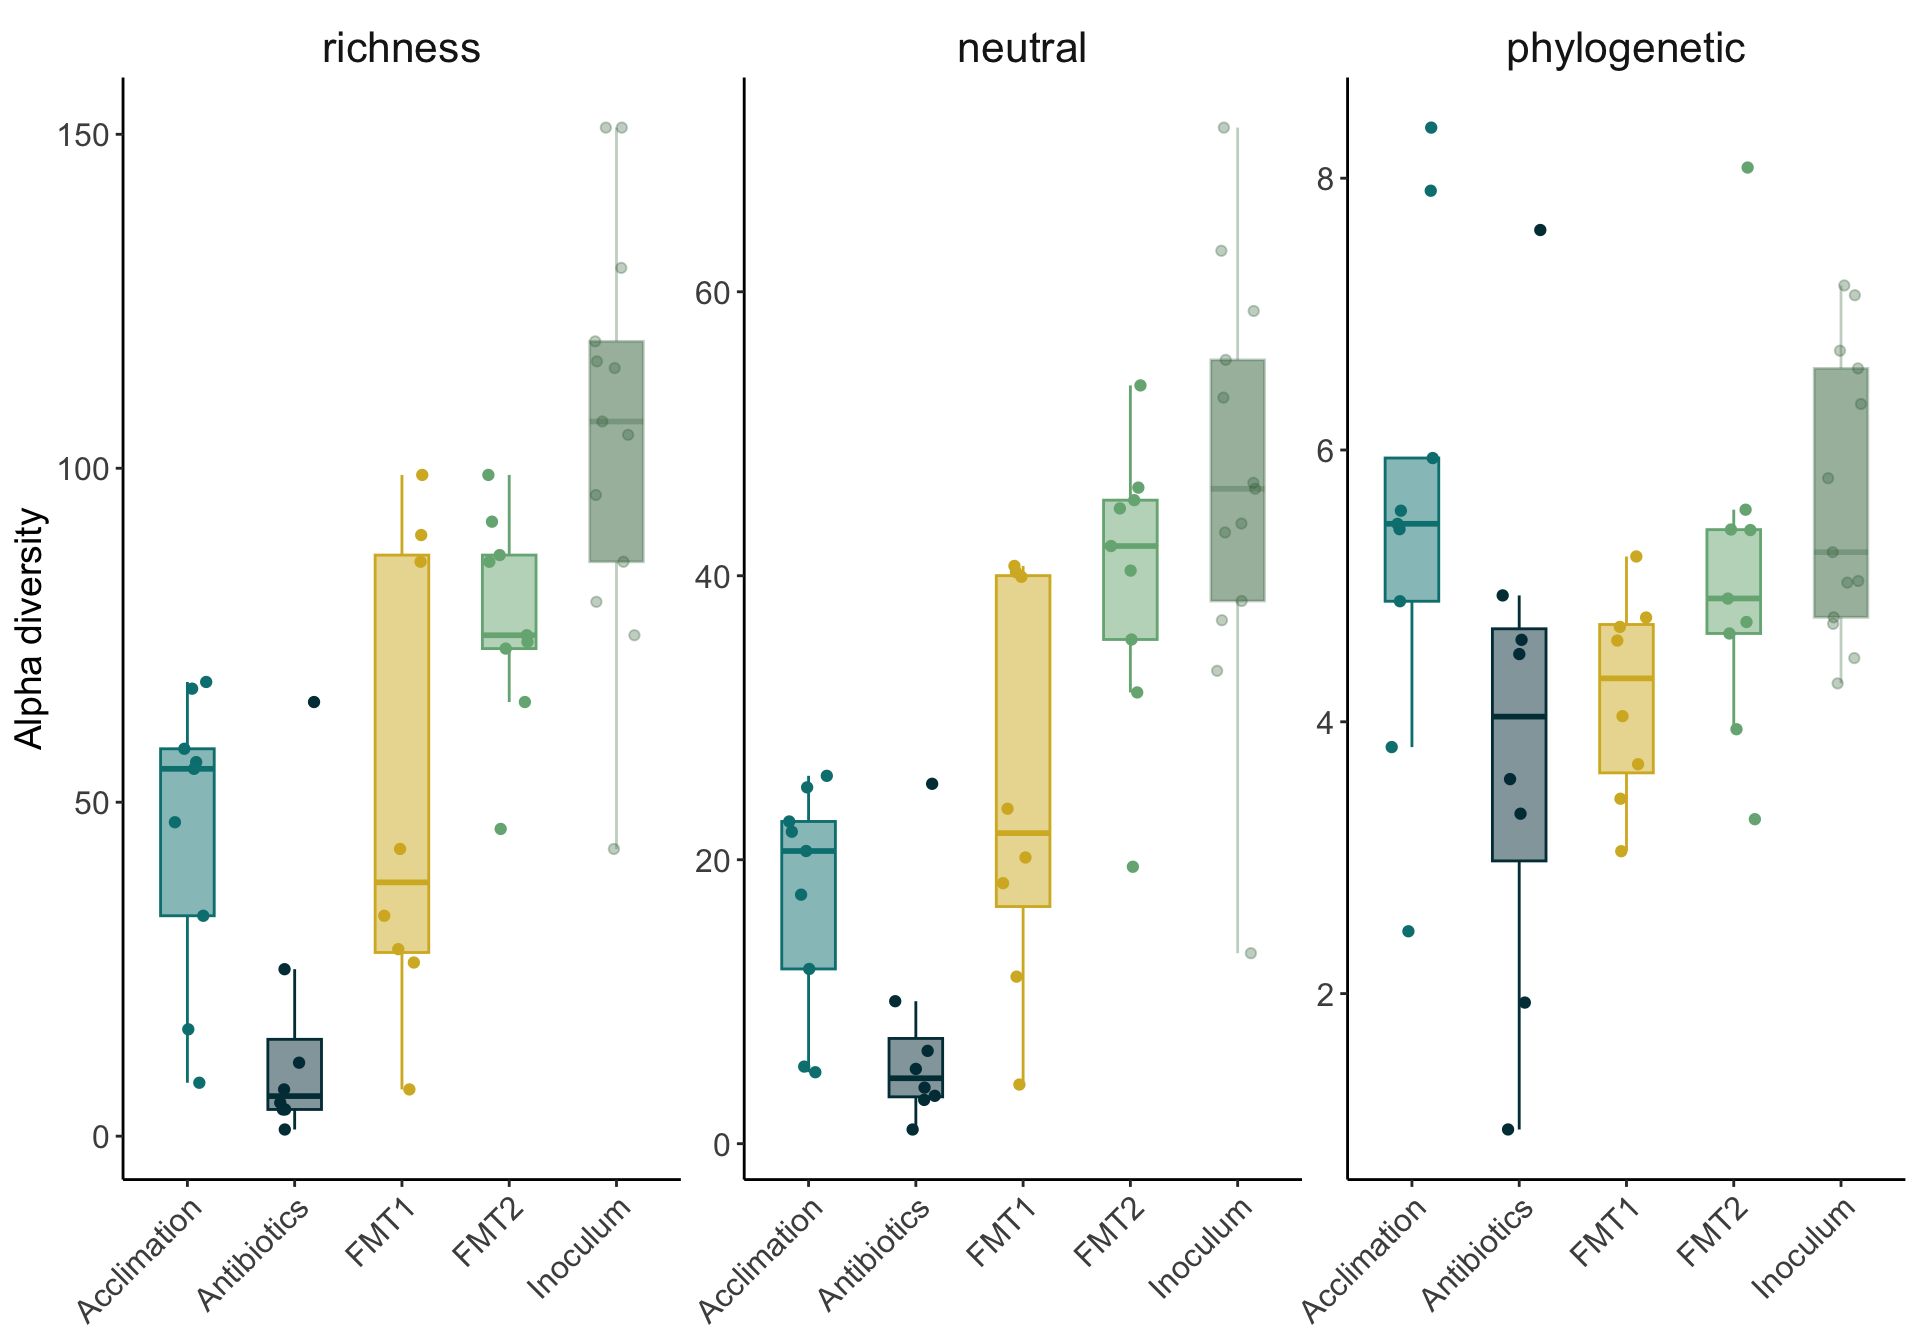 richness neutral phylogenetic
Alpha diversity
150
100
50
0
60
40
20
0
8
6
4
2
Acclimation Antibiotics FMT1 FMT2 Inoculum
Acclimation Antibiotics FMT1 FMT2 Inoculum
Acclimation Antibiotics FMT1 FMT2 Inoculum